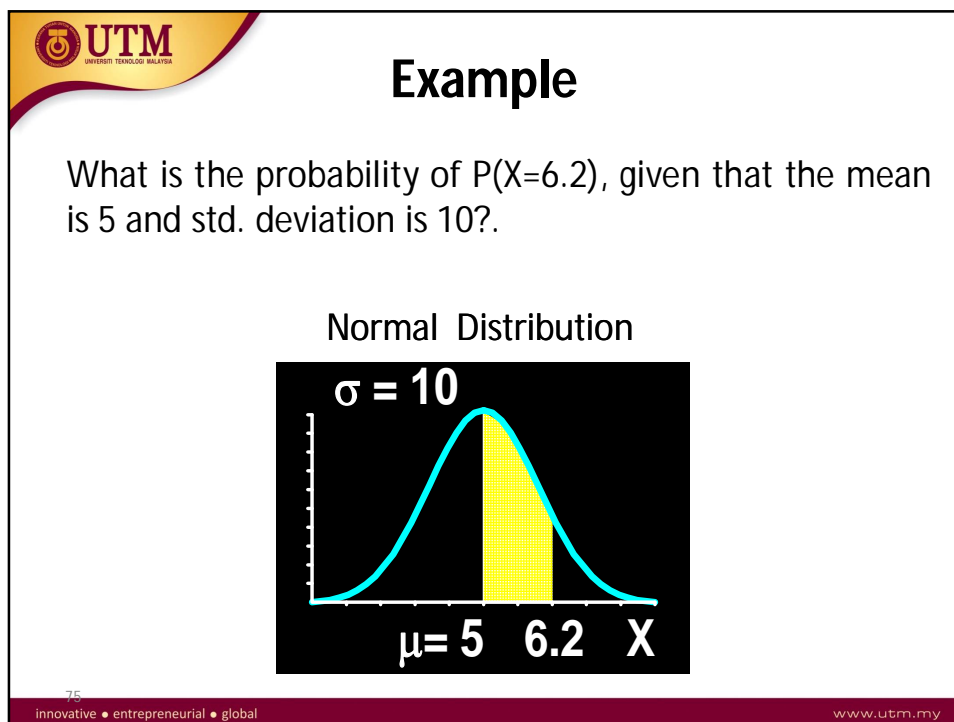 UTM
UNIVERSITI TEKNOLOGI MALAYSIA
Example
What is the probability of P(X=6.2), given that the mean
is 5 and std. deviation is 10?.
Normal Distribution
σ = 10
μ= 5 6.2 X
75
innovative ● entrepreneurial ● global
www.utm.my